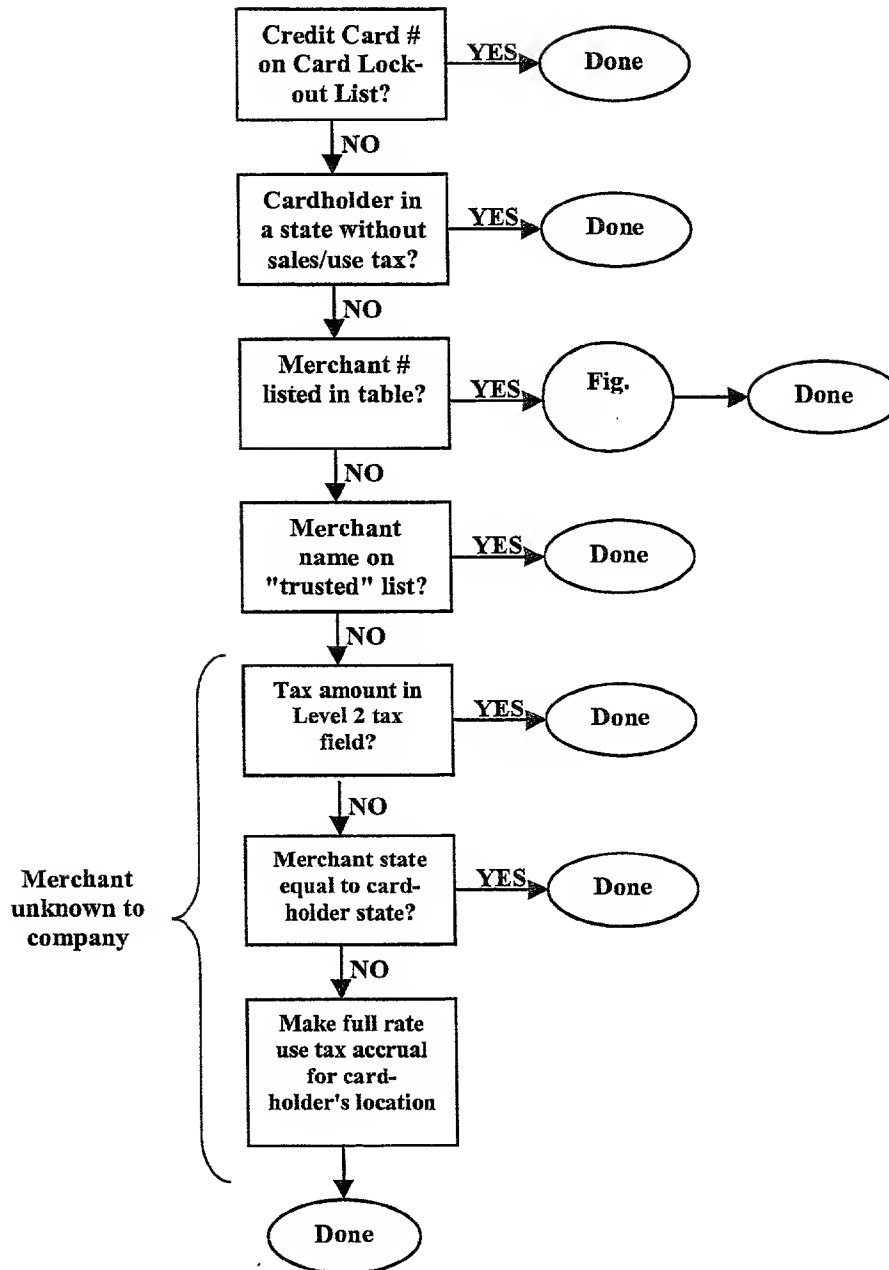 Credit Card #
on Card Lock-
out List?
YES
Done
NO
Cardholder in
a state without
sales/use tax?
YES
Done
NO
Merchant #
listed in table?
YES
Fig.
Done
NO
Merchant
name on
"trusted" list?
YES
Done
NO
Tax amount in
Level 2 tax
field?
YES
Done
NO
Merchant state
equal to card-
holder state?
YES
Done
Merchant
unknown to
company
NO
Make full rate
use tax accrual
for card-
holder's location
Done